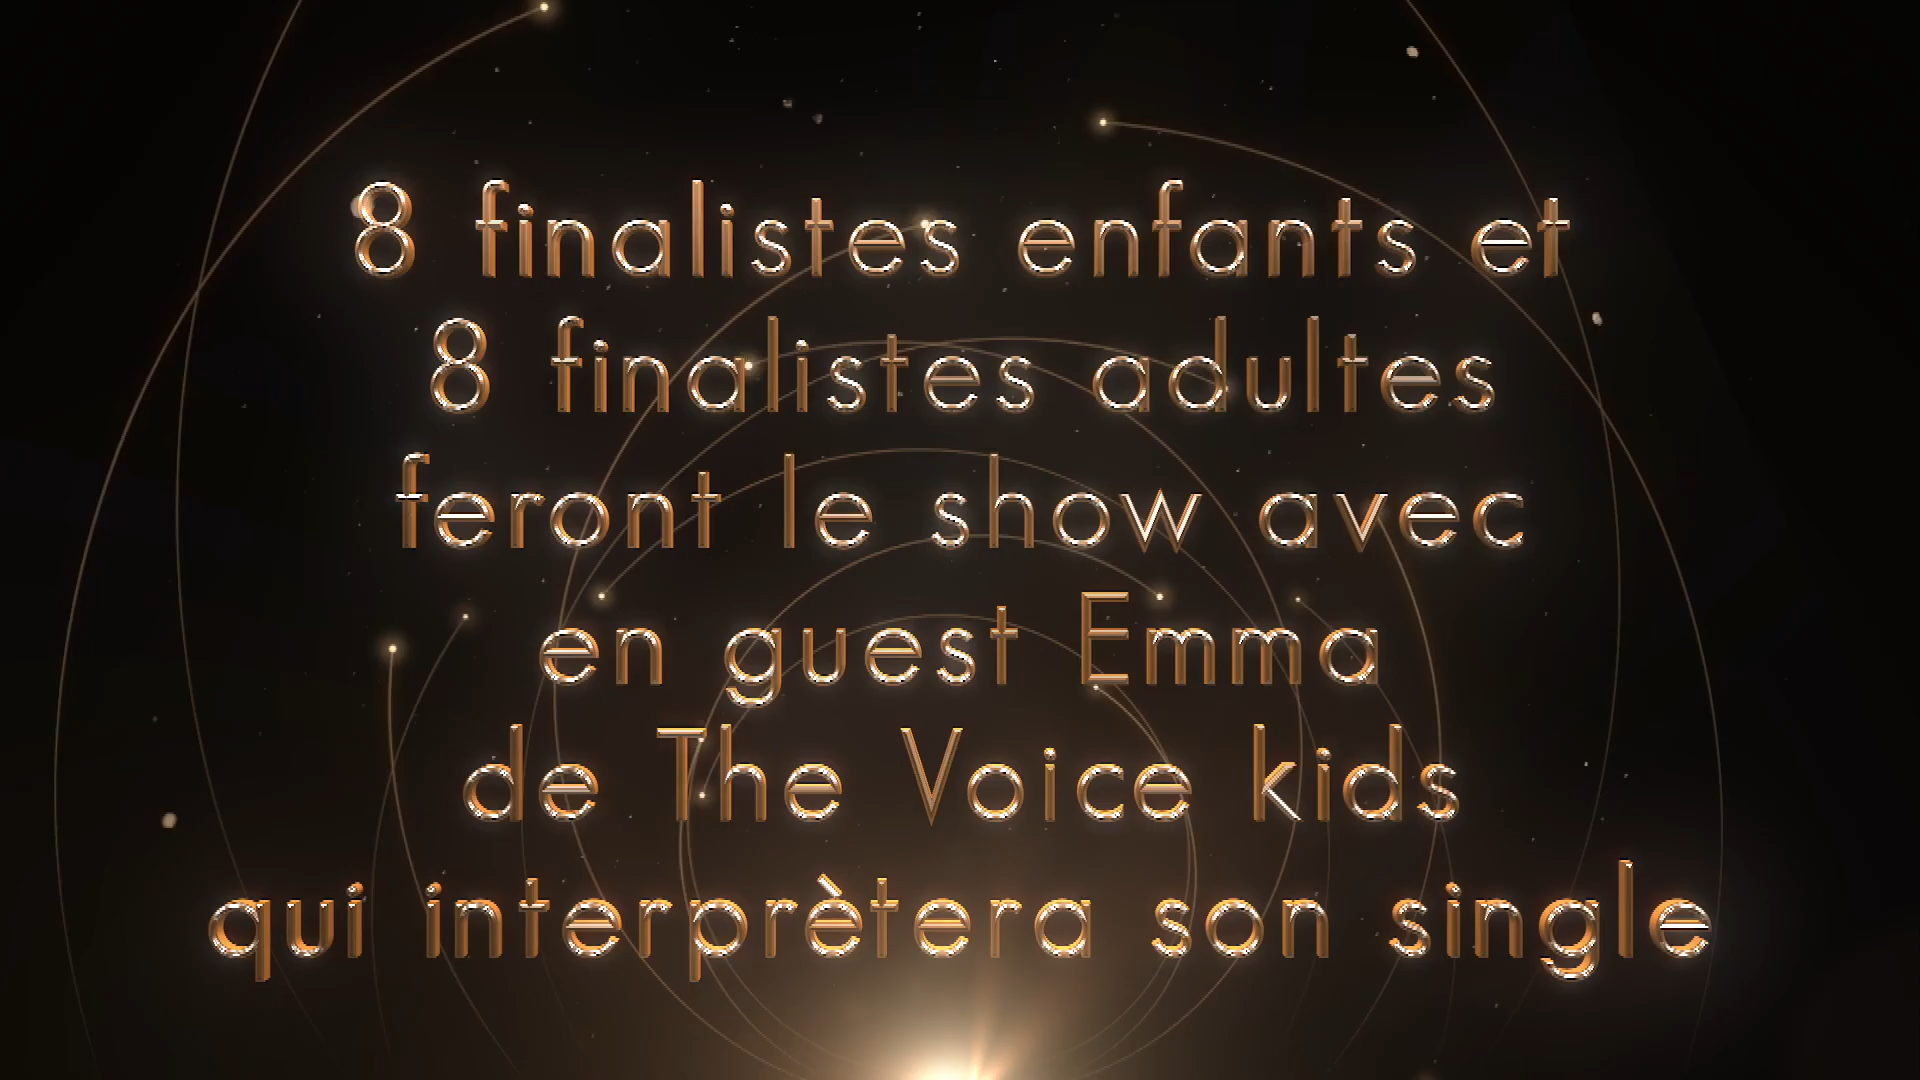 8 finalistes enfants et
8 finalistes adultes
feront le show avec
en guest Emma
de The Voice kids
qui interprètera son single